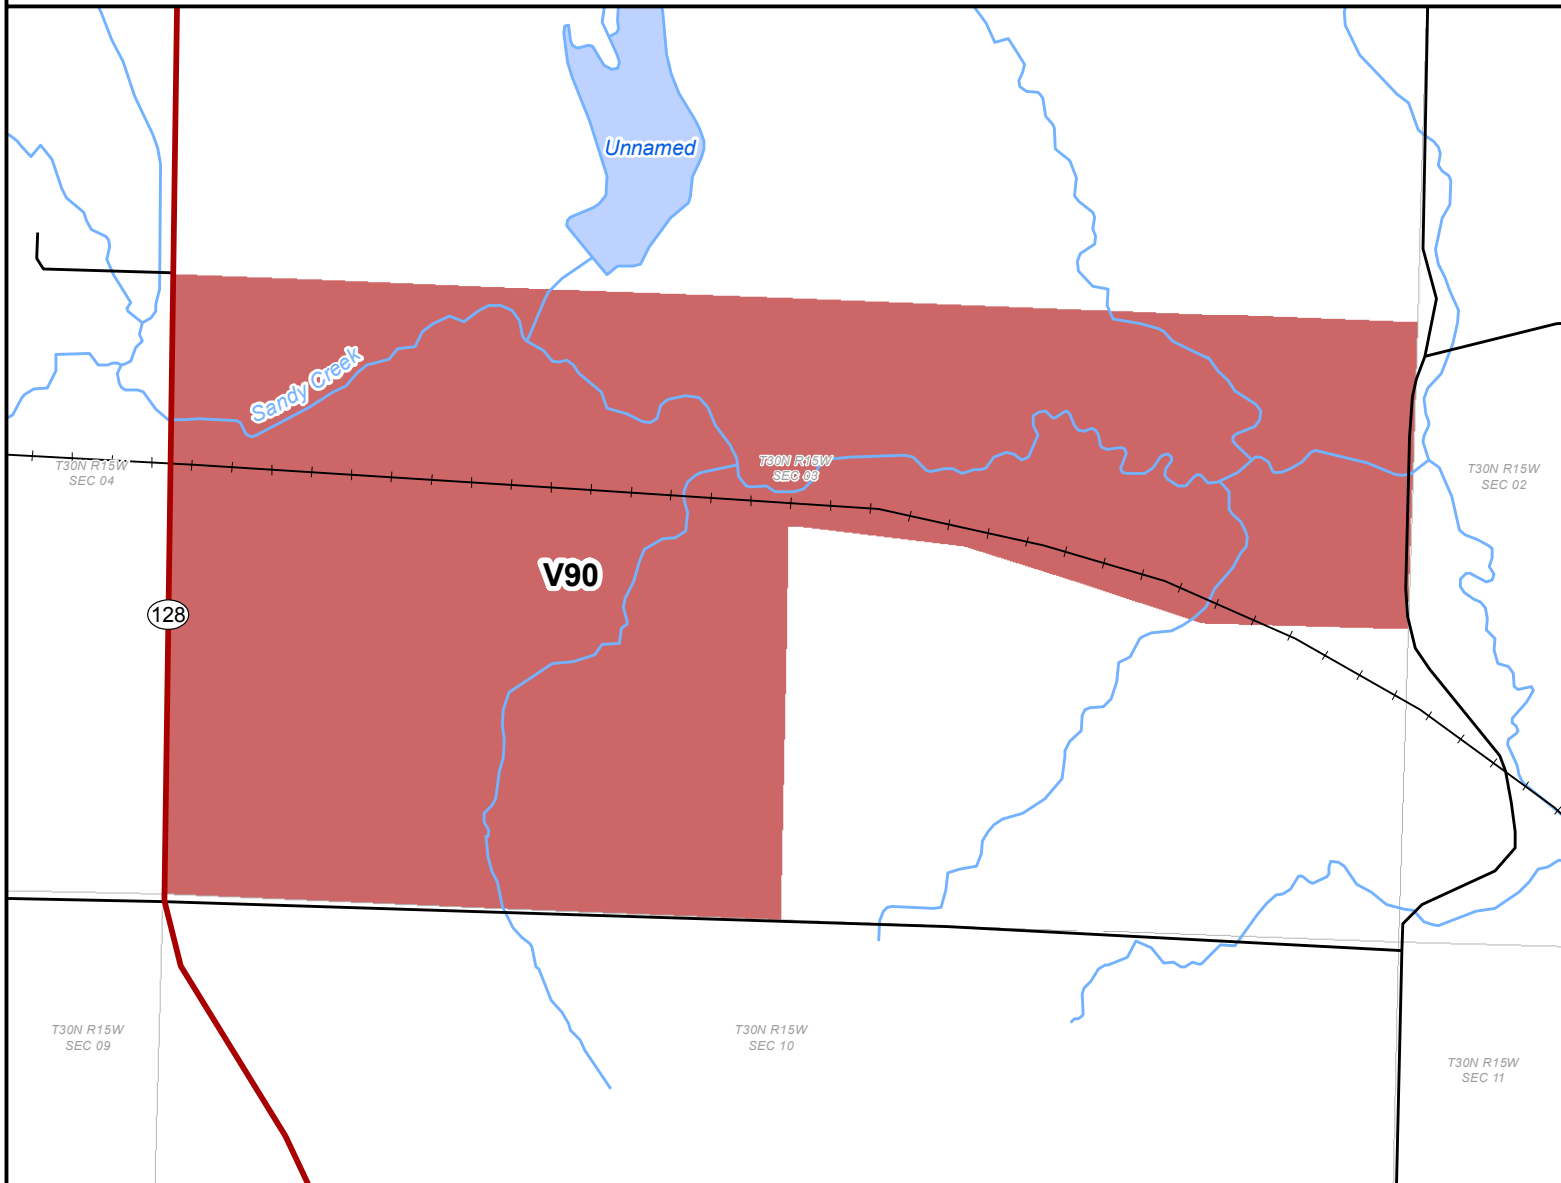 Unnamed
Sandy Creek
T30N R15W
SEC 04
T30N R15W
SEC 03
T30N R15W
SEC 02
V90
128
T30N R15W
SEC 09
T30N R15W
SEC 10
T30N R15W
SEC 11